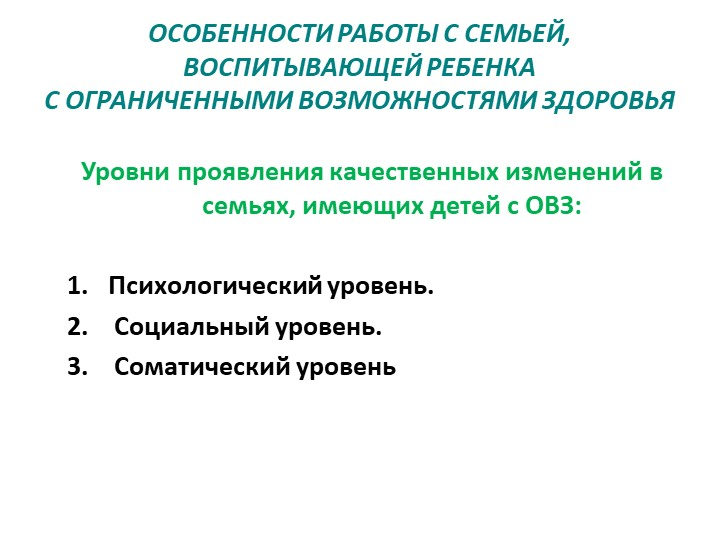 ОСОБЕННОСТИ РАБОТЫ С СЕМЬЕЙ,
ВОСПИТЫВАЮЩЕЙ РЕБЕНКА
С ОГРАНИЧЕННЫМИ ВОЗМОЖНОСТЯМИ ЗДОРОВЬЯ
Уровни проявления качественных изменений в
семьях, имеющих детей с ОВЗ:
1. Психологический уровень.
2. Социальный уровень.
3. Соматический уровень